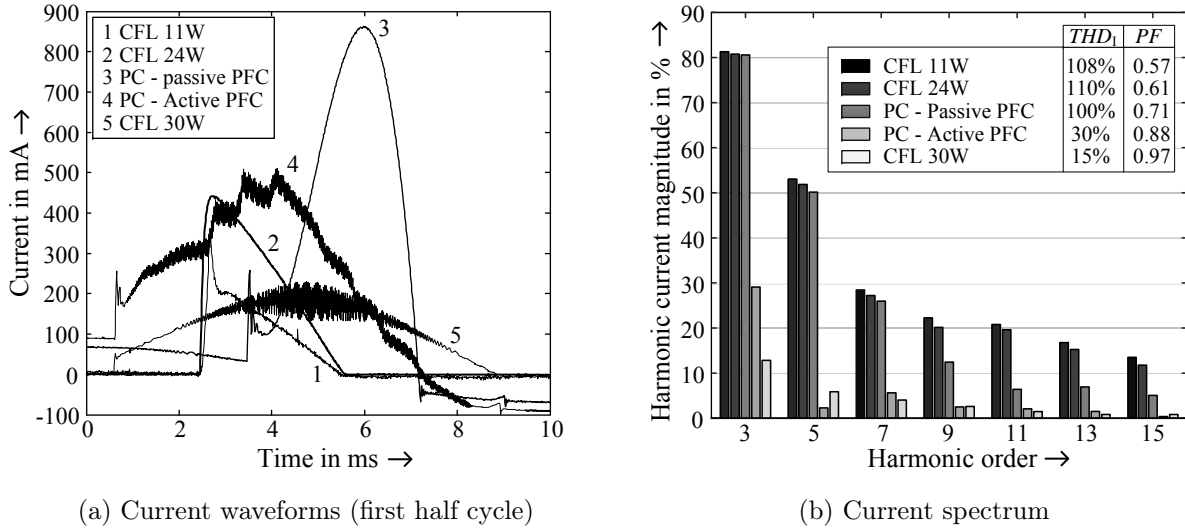 900
800
700
600
500
400
300
200
100
0
-100
Current in mA →
1 CFL 11W
2 CFL 24W
3 PC - passive PFC
4 PC - Active PFC
5 CFL 30W
3
4
2
5
1
0 2 4 6 8 10
Time in ms →
(a) Current waveforms (first half cycle)
90
80
70
60
50
40
30
20
10
0
Harmonic current magnitude in % →
THD_I PF
CFL 11W 108% 0.57
CFL 24W 110% 0.61
PC - Passive PFC 100% 0.71
PC - Active PFC 30% 0.88
CFL 30W 15% 0.97
3 5 7 9 11 13 15
Harmonic order →
(b) Current spectrum